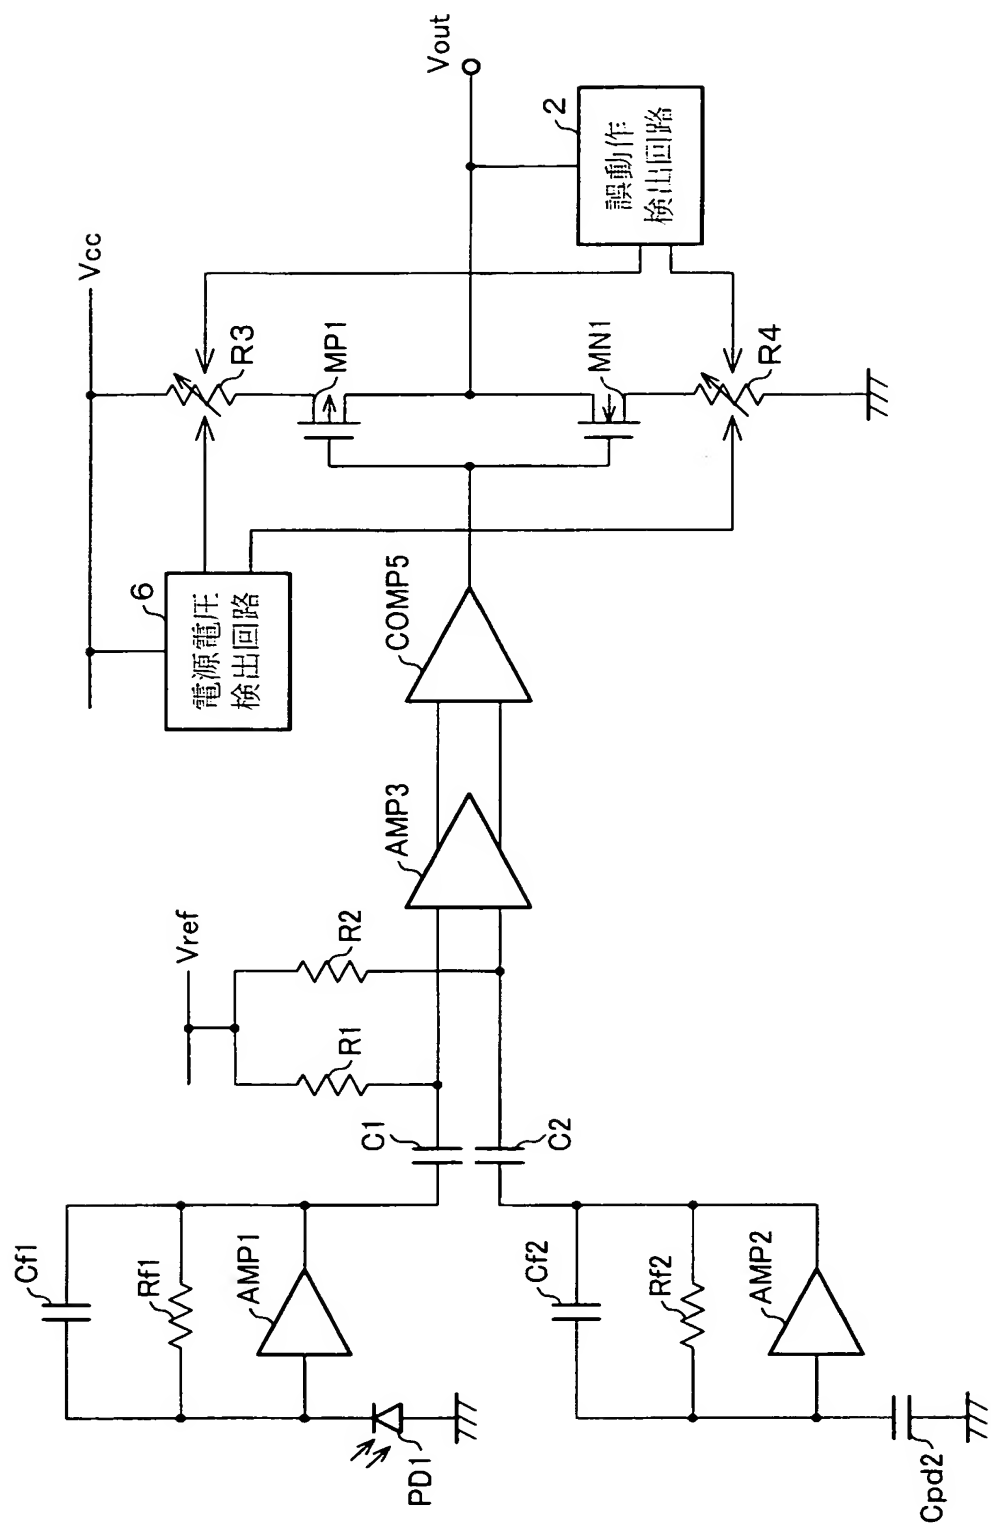 Cf1
Rf1
AMP1
PD1
Cf2
Rf2
AMP2
Cpd2
C1
C2
Vref
R1
R2
AMP3
COMP5
6
電源電圧
検出回路
Vcc
R3
MP1
MN1
R4
2
誤動作
検出回路
Vout